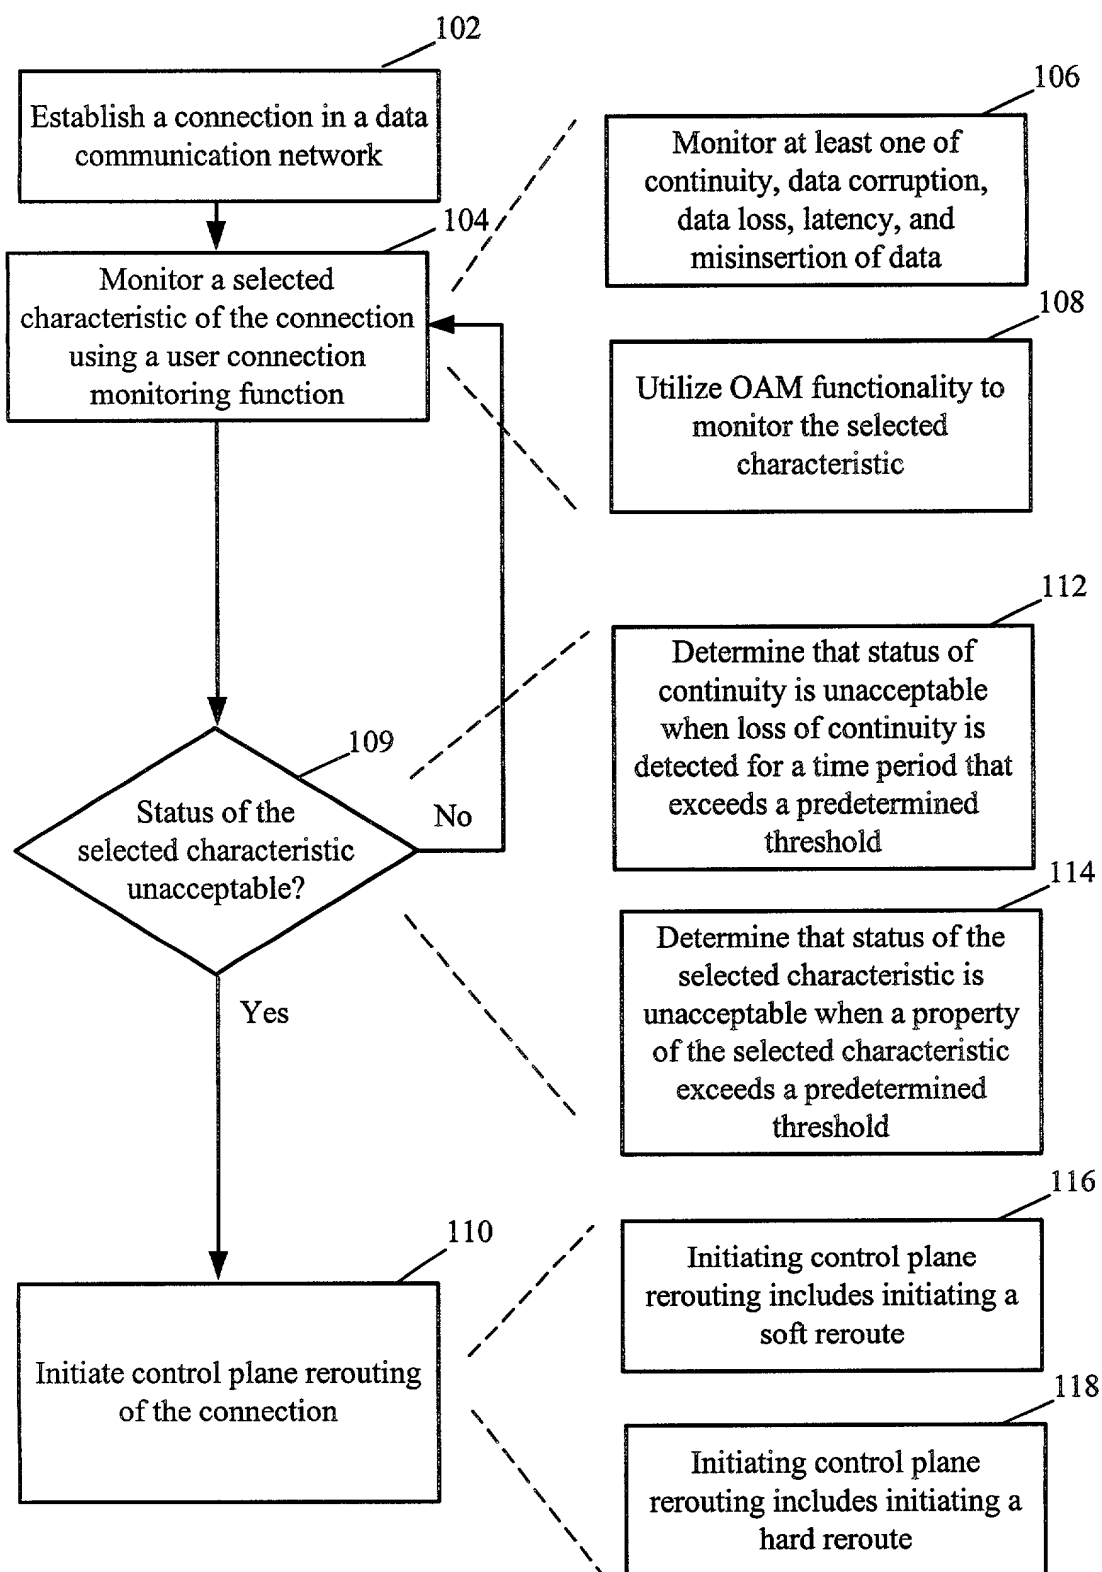 102
Establish a connection in a data
communication network
104
Monitor a selected
characteristic of the connection
using a user connection
monitoring function
106
Monitor at least one of
continuity, data corruption,
data loss, latency, and
misinsertion of data
108
Utilize OAM functionality to
monitor the selected
characteristic
109
Status of the
selected characteristic
unacceptable?
No
Yes
112
Determine that status of
continuity is unacceptable
when loss of continuity is
detected for a time period that
exceeds a predetermined
threshold
114
Determine that status of the
selected characteristic is
unacceptable when a property
of the selected characteristic
exceeds a predetermined
threshold
110
Initiate control plane rerouting
of the connection
116
Initiating control plane
rerouting includes initiating a
soft reroute
118
Initiating control plane
rerouting includes initiating a
hard reroute